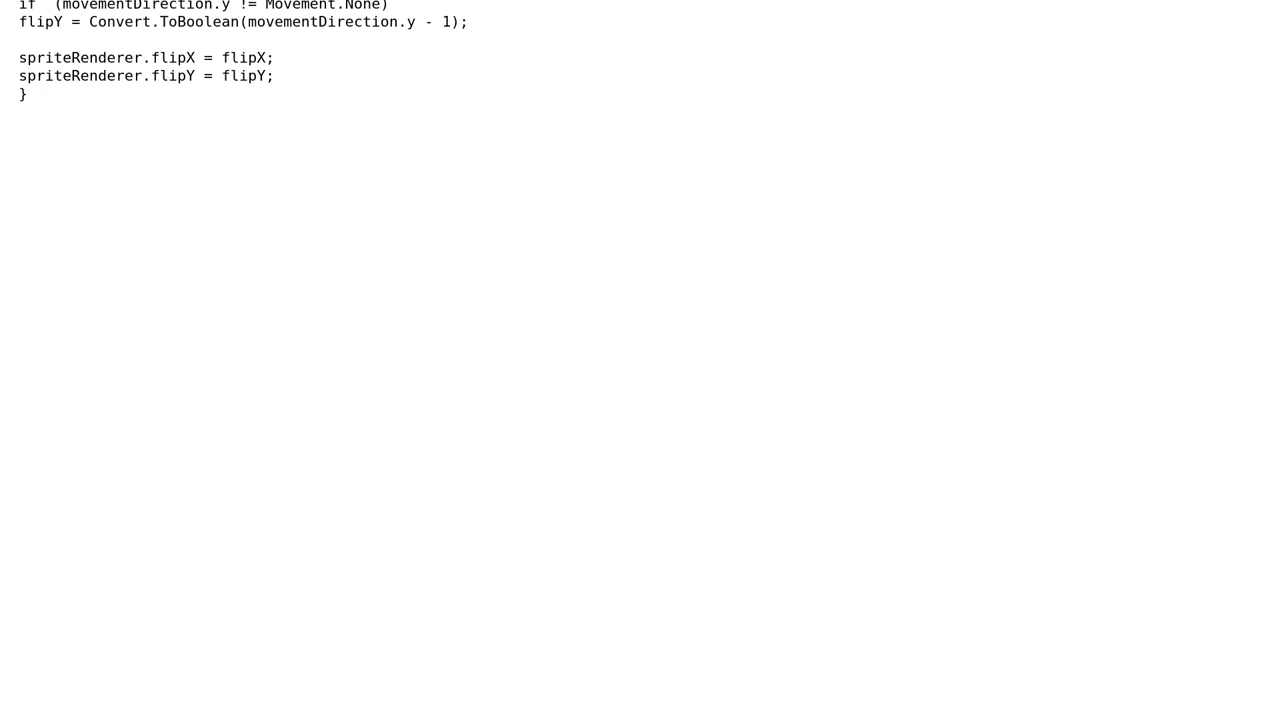 if  (movementDirection.y != Movement.None)
flipY = Convert.ToBoolean(movementDirection.y - 1);
spriteRenderer.flipX = flipX;
spriteRenderer.flipY = flipY;
}